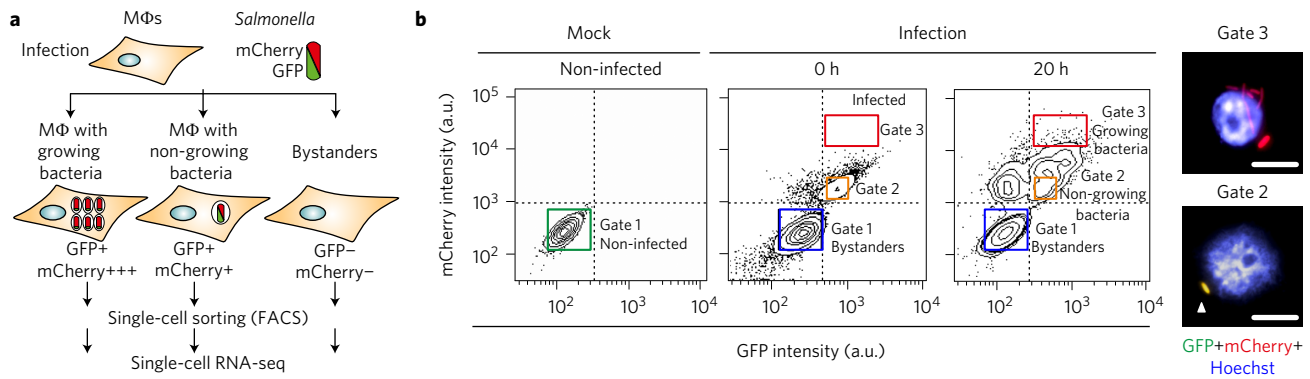 a
MΦs
Salmonella
Infection
mCherry
GFP
MΦ with
growing
bacteria
MΦ with
non-growing
bacteria
Bystanders
GFP+
mCherry+++
GFP+
mCherry+
GFP−
mCherry−
Single-cell sorting (FACS)
Single-cell RNA-seq
b
Mock
Infection
Non-infected
0 h
20 h
mCherry intensity (a.u.)
10⁵
10⁴
10³
10²
Gate 1
Non-infected
10²
10³
10⁴
Infected
Gate 3
Gate 2
Gate 1
Bystanders
10²
10³
10⁴
Gate 3
Growing
bacteria
Gate 2
Non-growing
bacteria
Gate 1
Bystanders
10²
10³
10⁴
GFP intensity (a.u.)
Gate 3
Gate 2
GFP+mCherry+
Hoechst